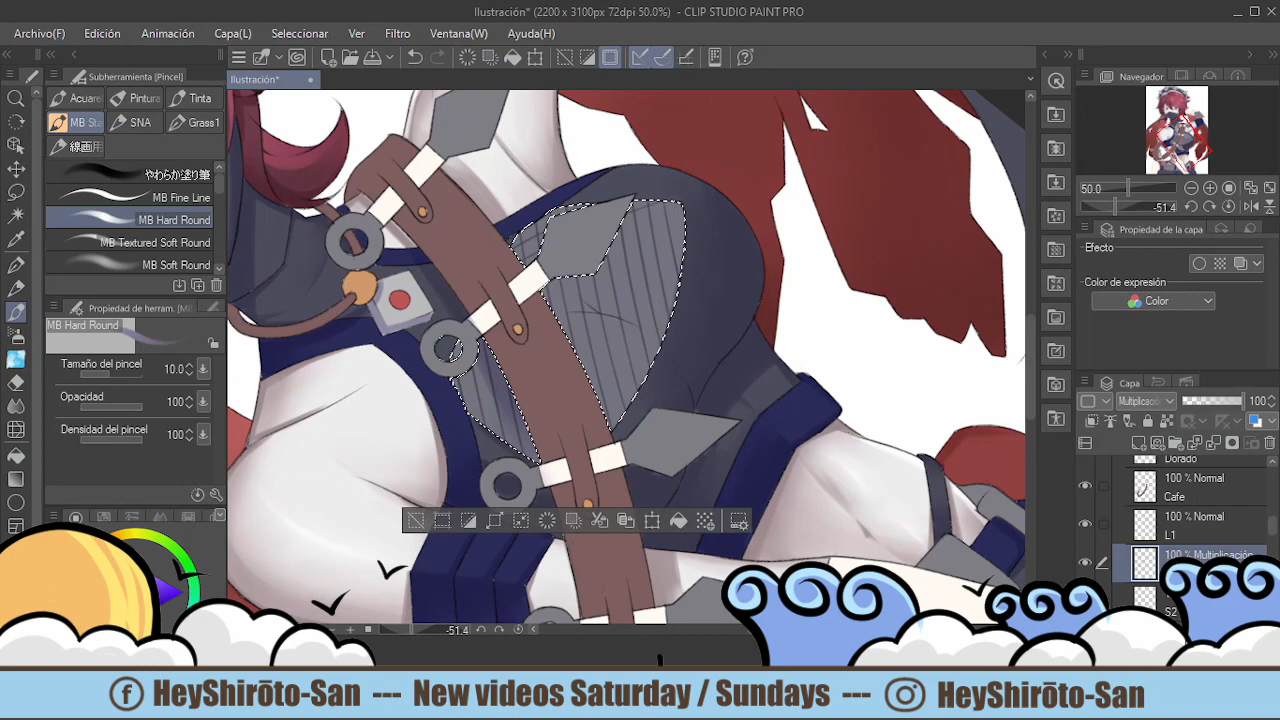 Ilustración* (2200 x 3100px 72dpi 50.0%) - CLIP STUDIO PAINT PRO
Archivo(F) Edición Animación Capa(L) Seleccionar Ver Filtro Ventana(W) Ayuda(H)
Subherramienta [Pincel]
Ilustración*
Navegador
Acuare
Pintura
Tinta
MB Sta
SNA
Grass1
線画用
やわらか塗り筆
MB Fine Line
MB Hard Round
MB Textured Soft Round
MB Soft Round
50.0
-51.4
Propiedad de la capa
Efecto
Color de expresión
Color
Propiedad de herram. [MB
MB Hard Round
Tamaño del pincel 10.0
Opacidad 100
Densidad del pincel 100
Capa
Multiplicació 100
Dorado
100 % Normal
Cafe
100 % Normal
L1
100 % Multiplicación
S2
-51.4
HeyShirōto-San --- New videos Saturday / Sundays --- HeyShirōto-San